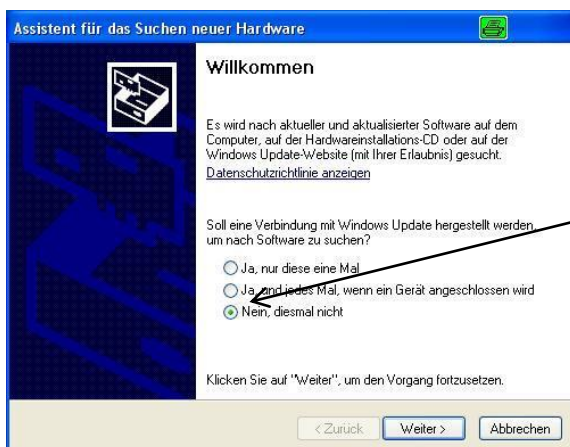 Assistent für das Suchen neuer Hardware
Willkommen
Es wird nach aktueller und aktualisierter Software auf dem
Computer, auf der Hardwareinstallations-CD oder auf der
Windows Update-Website (mit Ihrer Erlaubnis) gesucht.
Datenschutzrichtlinie anzeigen
Soll eine Verbindung mit Windows Update hergestellt werden,
um nach Software zu suchen?
Ja, nur diese eine Mal
Ja, und jedes Mal, wenn ein Gerät angeschlossen wird
Nein, diesmal nicht
Klicken Sie auf "Weiter", um den Vorgang fortzusetzen.
< Zurück Weiter > Abbrechen